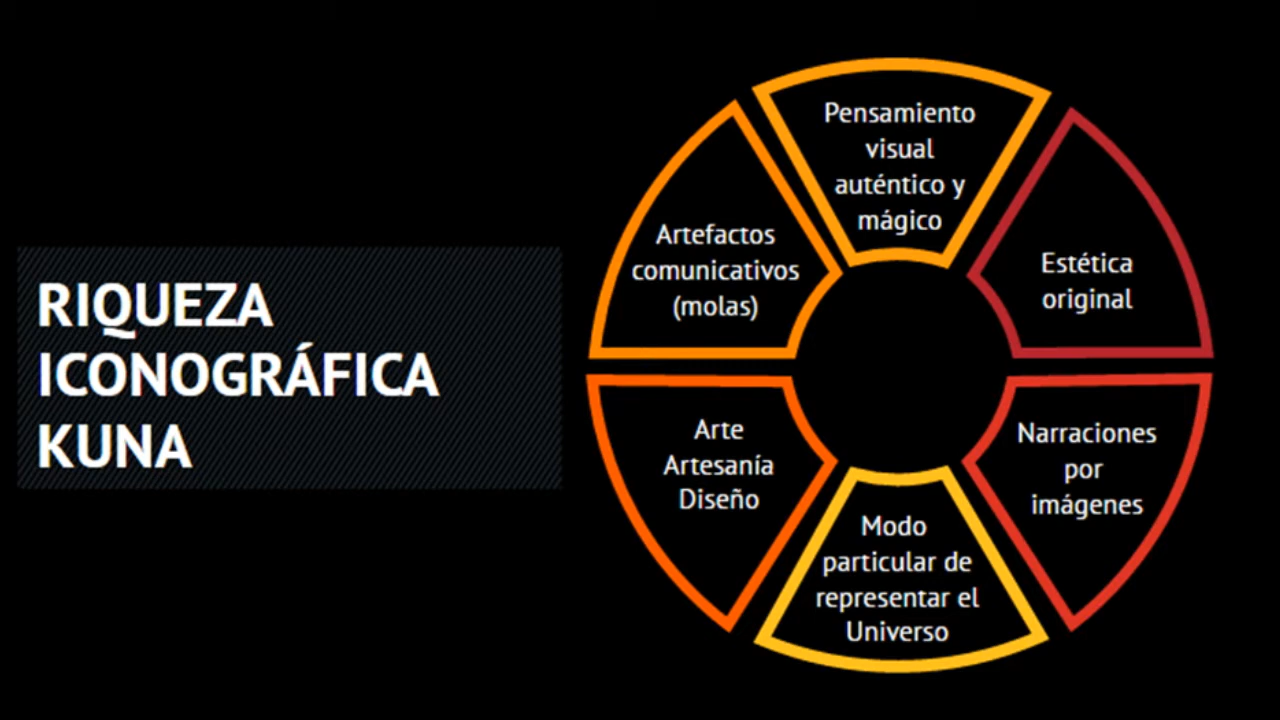 RIQUEZA
ICONOGRÁFICA
KUNA
Pensamiento
visual
auténtico y
mágico
Estética
original
Narraciones
por
imágenes
Modo
particular de
representar el
Universo
Arte
Artesanía
Diseño
Artefactos
comunicativos
(molas)